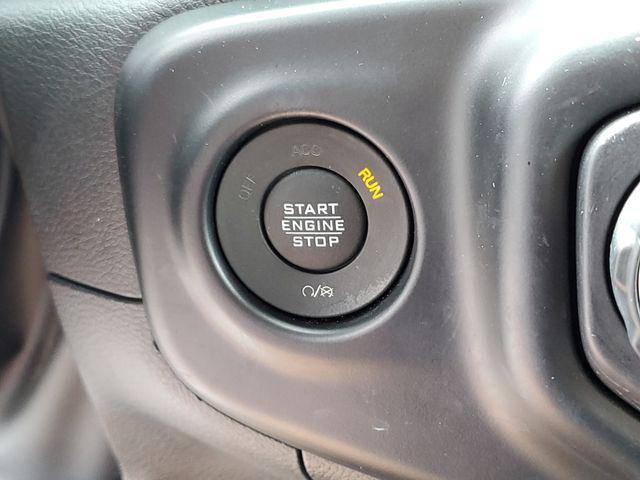 OFF
ACC
RUN
START
ENGINE
STOP